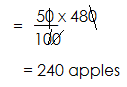 = 50 x 480
100
= 240 apples